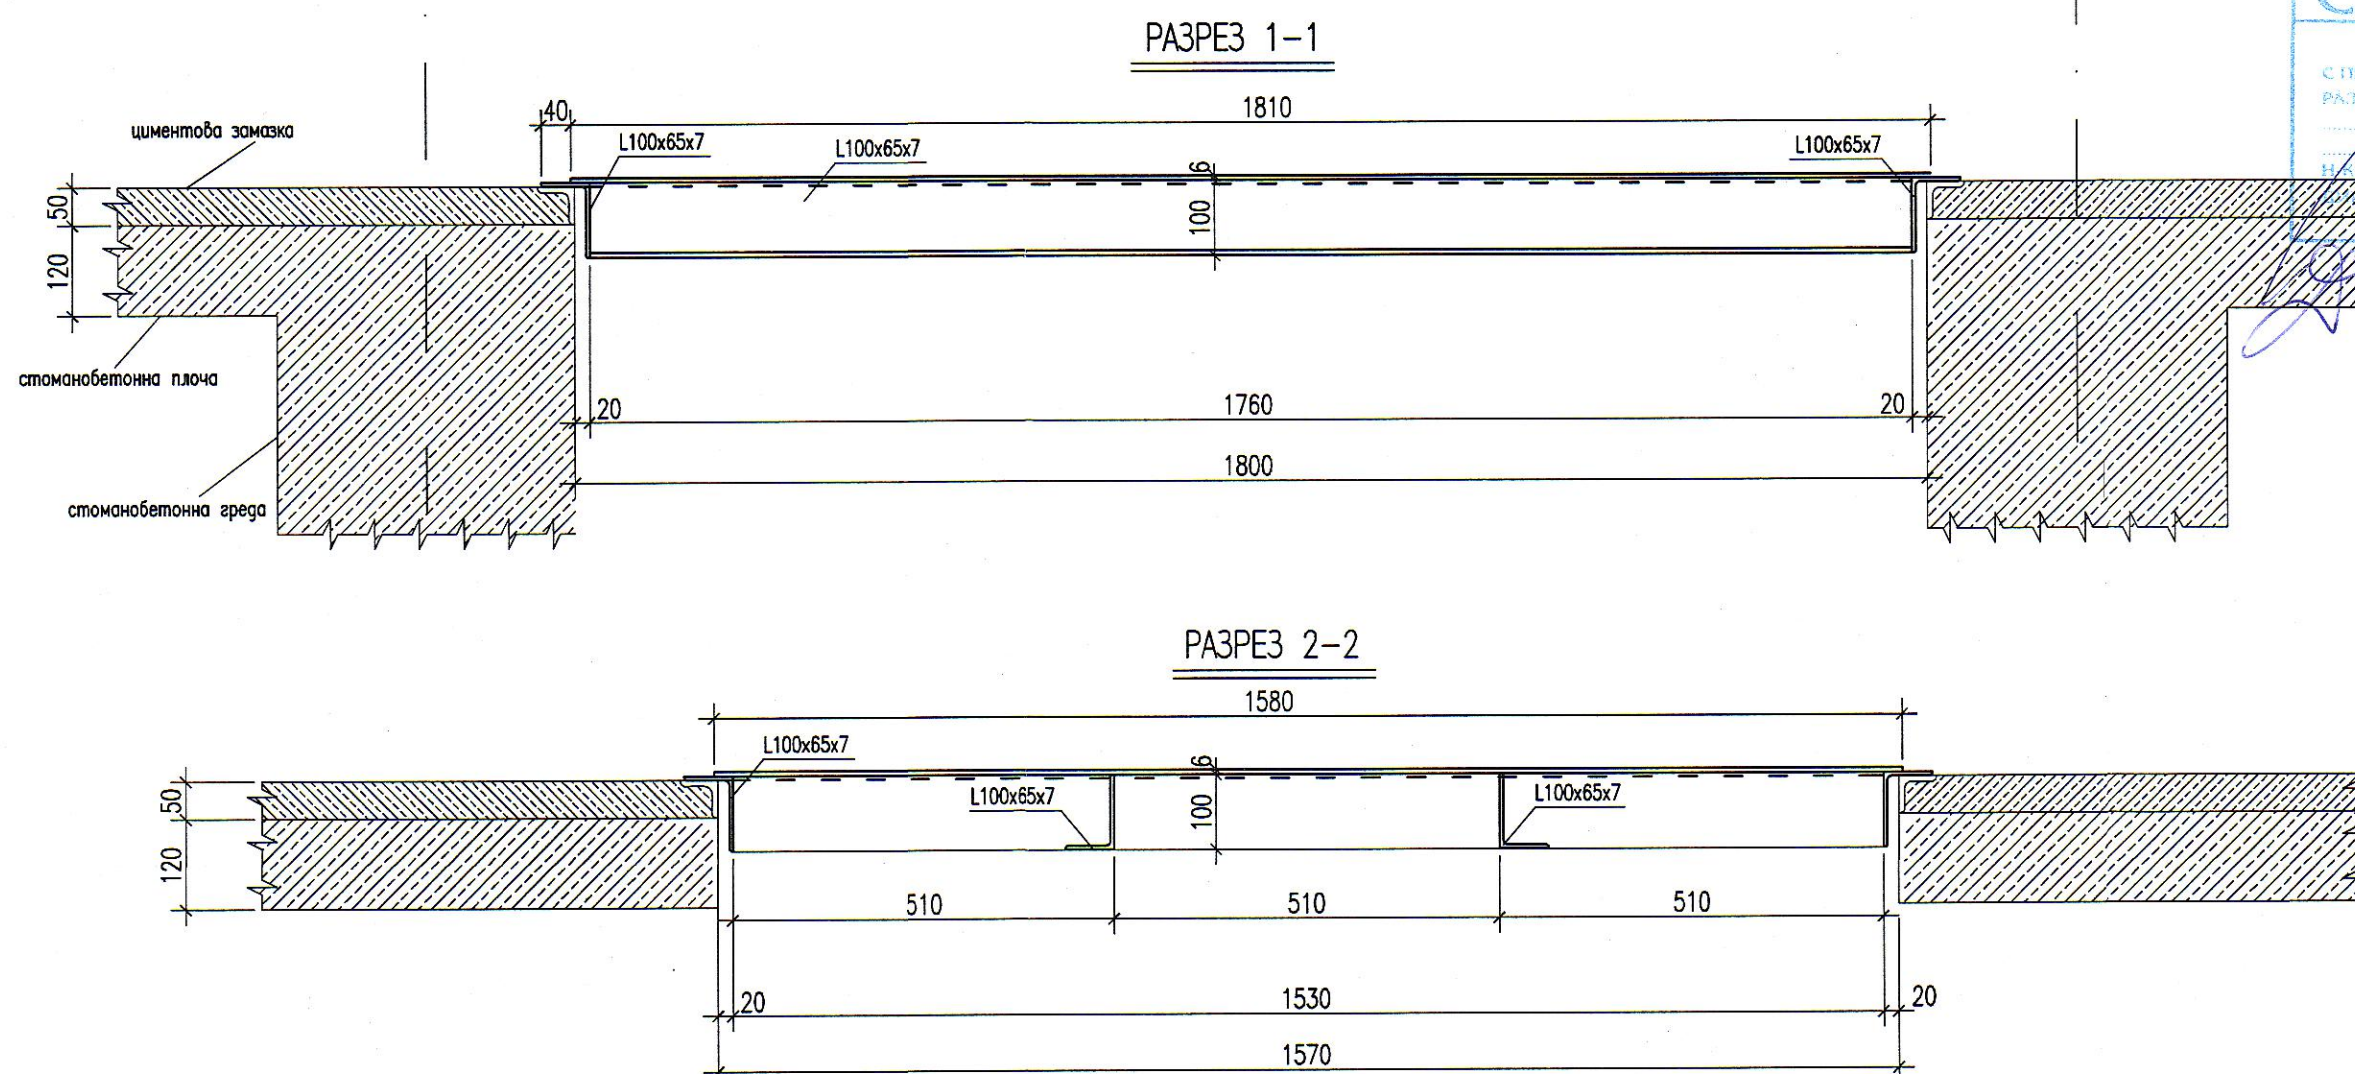 РАЗРЕЗ 1-1
40
1810
циментова замазка
L100x65x7
L100x65x7
L100x65x7
6
50
100
120
стоманобетонна плоча
20
1760
20
1800
стоманобетонна греда
РАЗРЕЗ 2-2
1580
L100x65x7
6
50
L100x65x7
100
L100x65x7
120
510
510
510
20
1530
20
1570